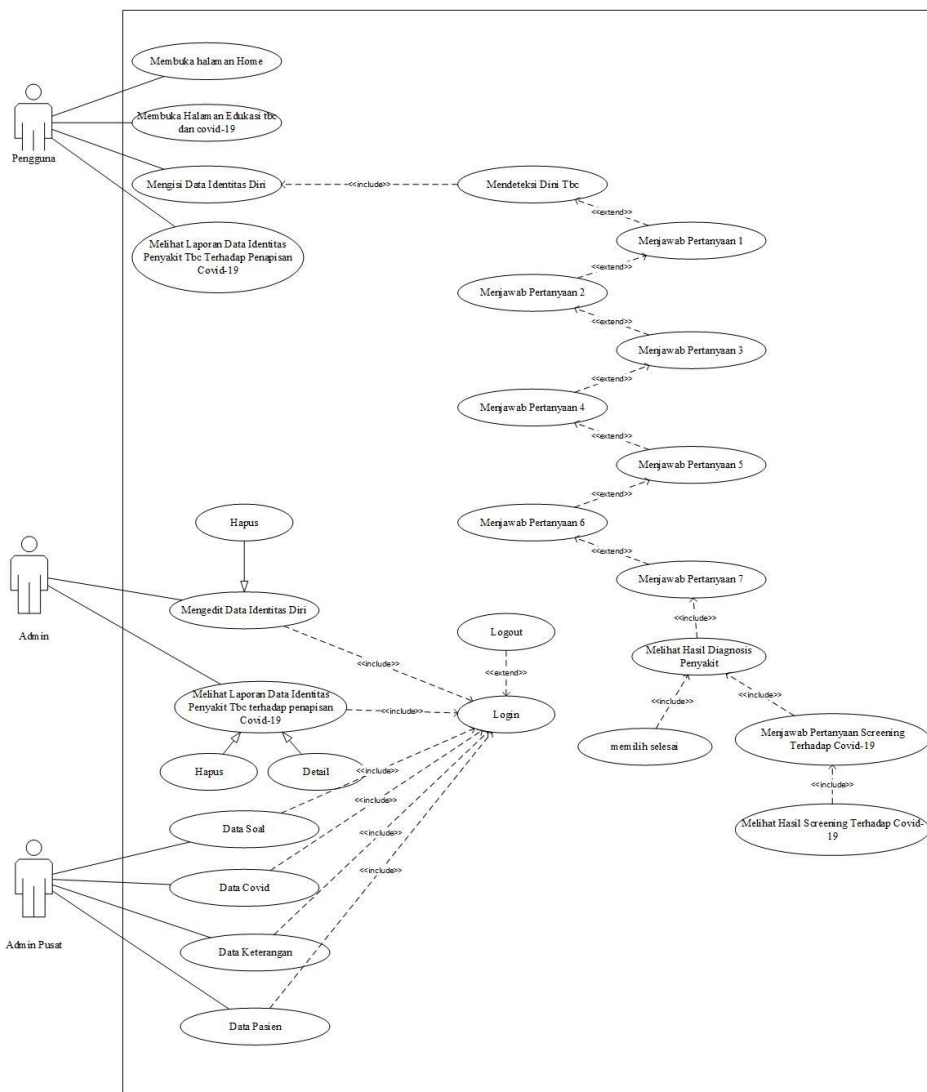 Membuka halaman Home
Membuka Halaman Edukasi tbc
dan covid-19
Pengguna
Mengisi Data Identitas Diri
<<include>>
Mendeteksi Dini Tbc
<<extend>>
Melihat Laporan Data Identitas
Penyakit Tbc Terhadap Penapisan
Covid-19
Menjawab Pertanyaan 1
<<extend>>
Menjawab Pertanyaan 2
<<extend>>
Menjawab Pertanyaan 3
<<extend>>
Menjawab Pertanyaan 4
<<extend>>
Menjawab Pertanyaan 5
<<extend>>
Menjawab Pertanyaan 6
<<extend>>
Menjawab Pertanyaan 7
<<include>>
Hapus
Mengedit Data Identitas Diri
Admin
<<include>>
Logout
<<extend>>
Melihat Hasil Diagnosis
Penyakit
<<include>>
<<include>>
Melihat Laporan Data Identitas
Penyakit Tbc terhadap penapisan
Covid-19
<<include>>
Login
memilih selesai
Menjawab Pertanyaan Screening
Terhadap Covid-19
<<include>>
Hapus
Detail
<<include>>
Melihat Hasil Screening Terhadap Covid-
19
Data Soal
<<include>>
<<include>>
<<include>>
Data Covid
Admin Pusat
Data Keterangan
Data Pasien